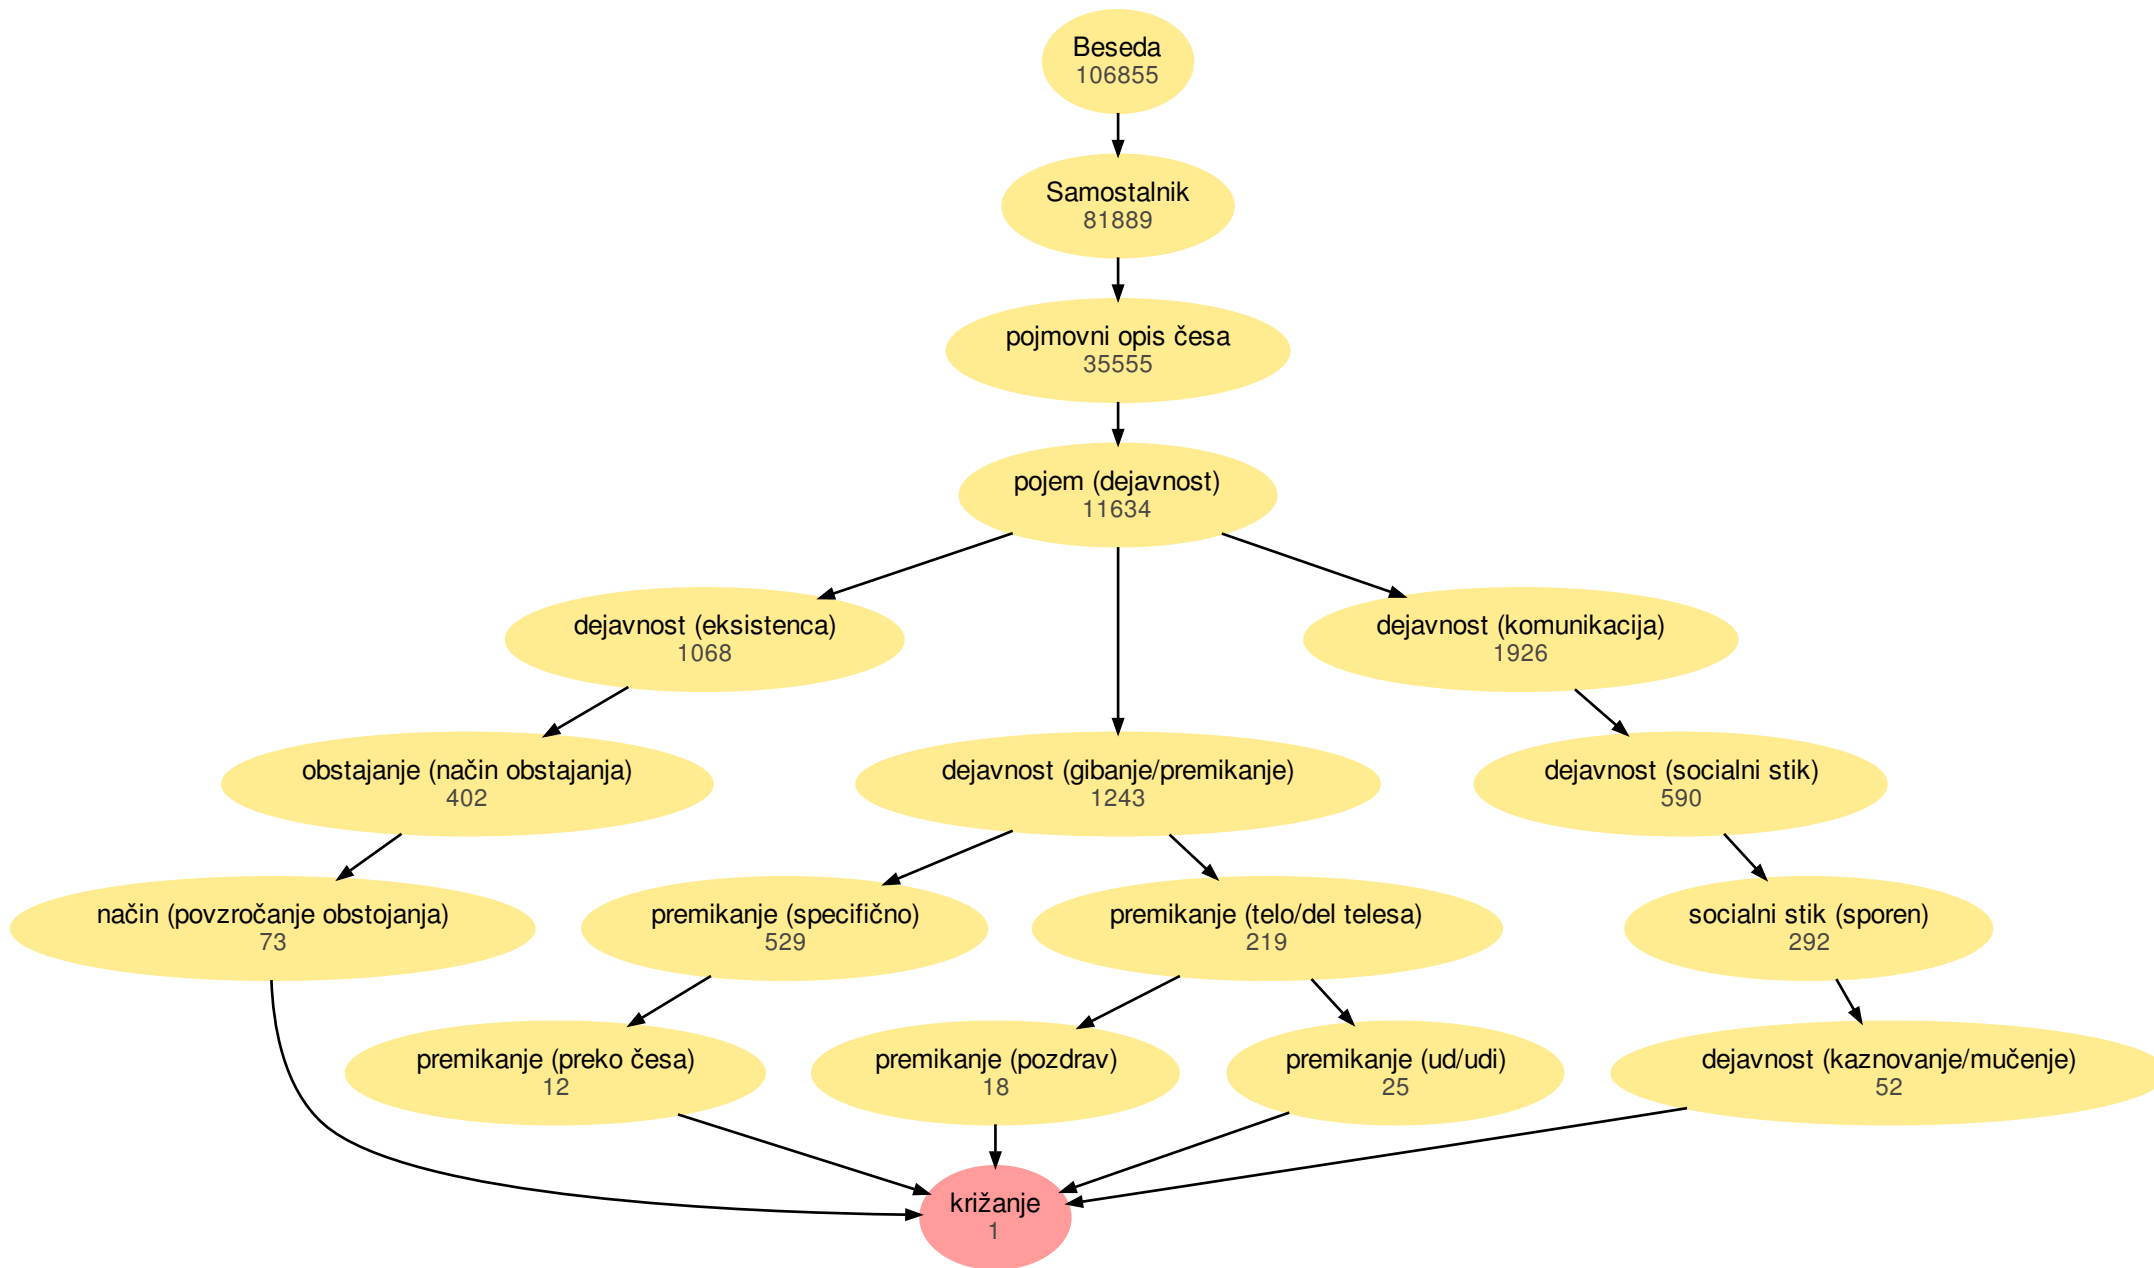 Beseda
106855
Samostalnik
81889
pojmovni opis česa
35555
pojem (dejavnost)
11634
dejavnost (eksistenca)
1068
dejavnost (komunikacija)
1926
obstajanje (način obstajanja)
402
dejavnost (gibanje/premikanje)
1243
dejavnost (socialni stik)
590
način (povzročanje obstojanja)
73
premikanje (specifično)
529
premikanje (telo/del telesa)
219
socialni stik (sporen)
292
premikanje (preko česa)
12
premikanje (pozdrav)
18
premikanje (ud/udi)
25
dejavnost (kaznovanje/mučenje)
52
križanje
1